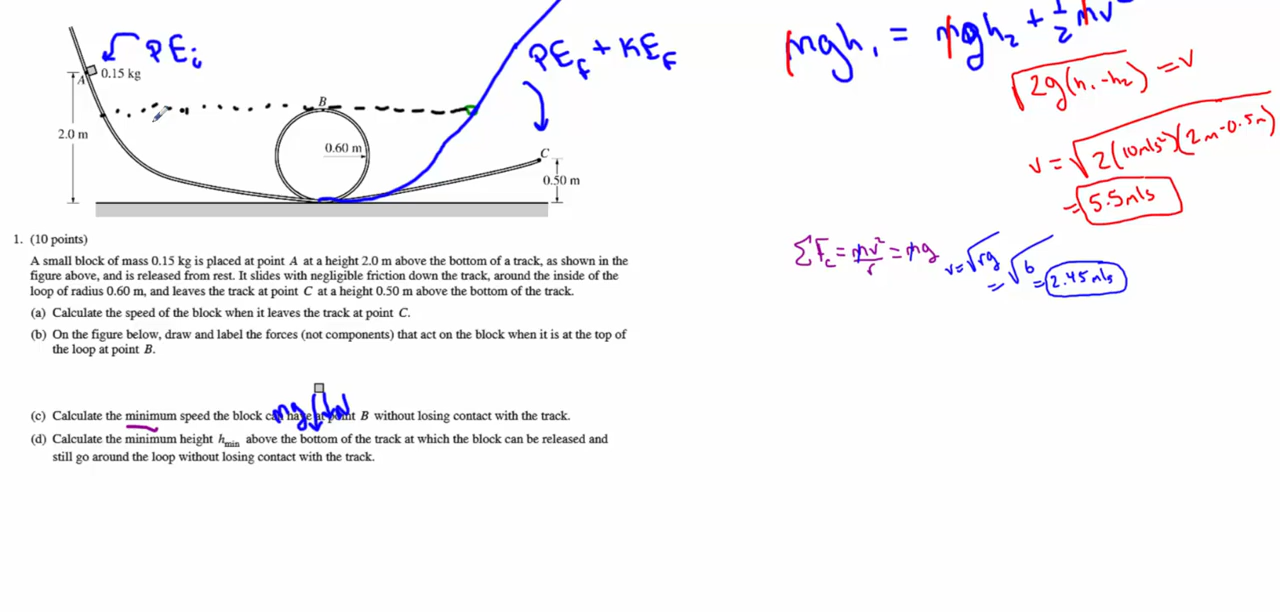 PEi
0.15 kg
A
2.0 m
B
0.60 m
PEf + KEf
C
0.50 m
mgh1 = mgh2 + 1/2 mv
√2g(h1-h2) = v
v = √2(10m/s²)(2m-0.5m)
= 5.5m/s
ΣFc = mv²/r = mg
v=√rg
= √6
= 2.45m/s
1. (10 points)
A small block of mass 0.15 kg is placed at point A at a height 2.0 m above the bottom of a track, as shown in the
figure above, and is released from rest. It slides with negligible friction down the track, around the inside of the
loop of radius 0.60 m, and leaves the track at point C at a height 0.50 m above the bottom of the track.
(a) Calculate the speed of the block when it leaves the track at point C.
(b) On the figure below, draw and label the forces (not components) that act on the block when it is at the top of
the loop at point B.
mg
(c) Calculate the minimum speed the block can have at point B without losing contact with the track.
(d) Calculate the minimum height hmin above the bottom of the track at which the block can be released and
still go around the loop without losing contact with the track.